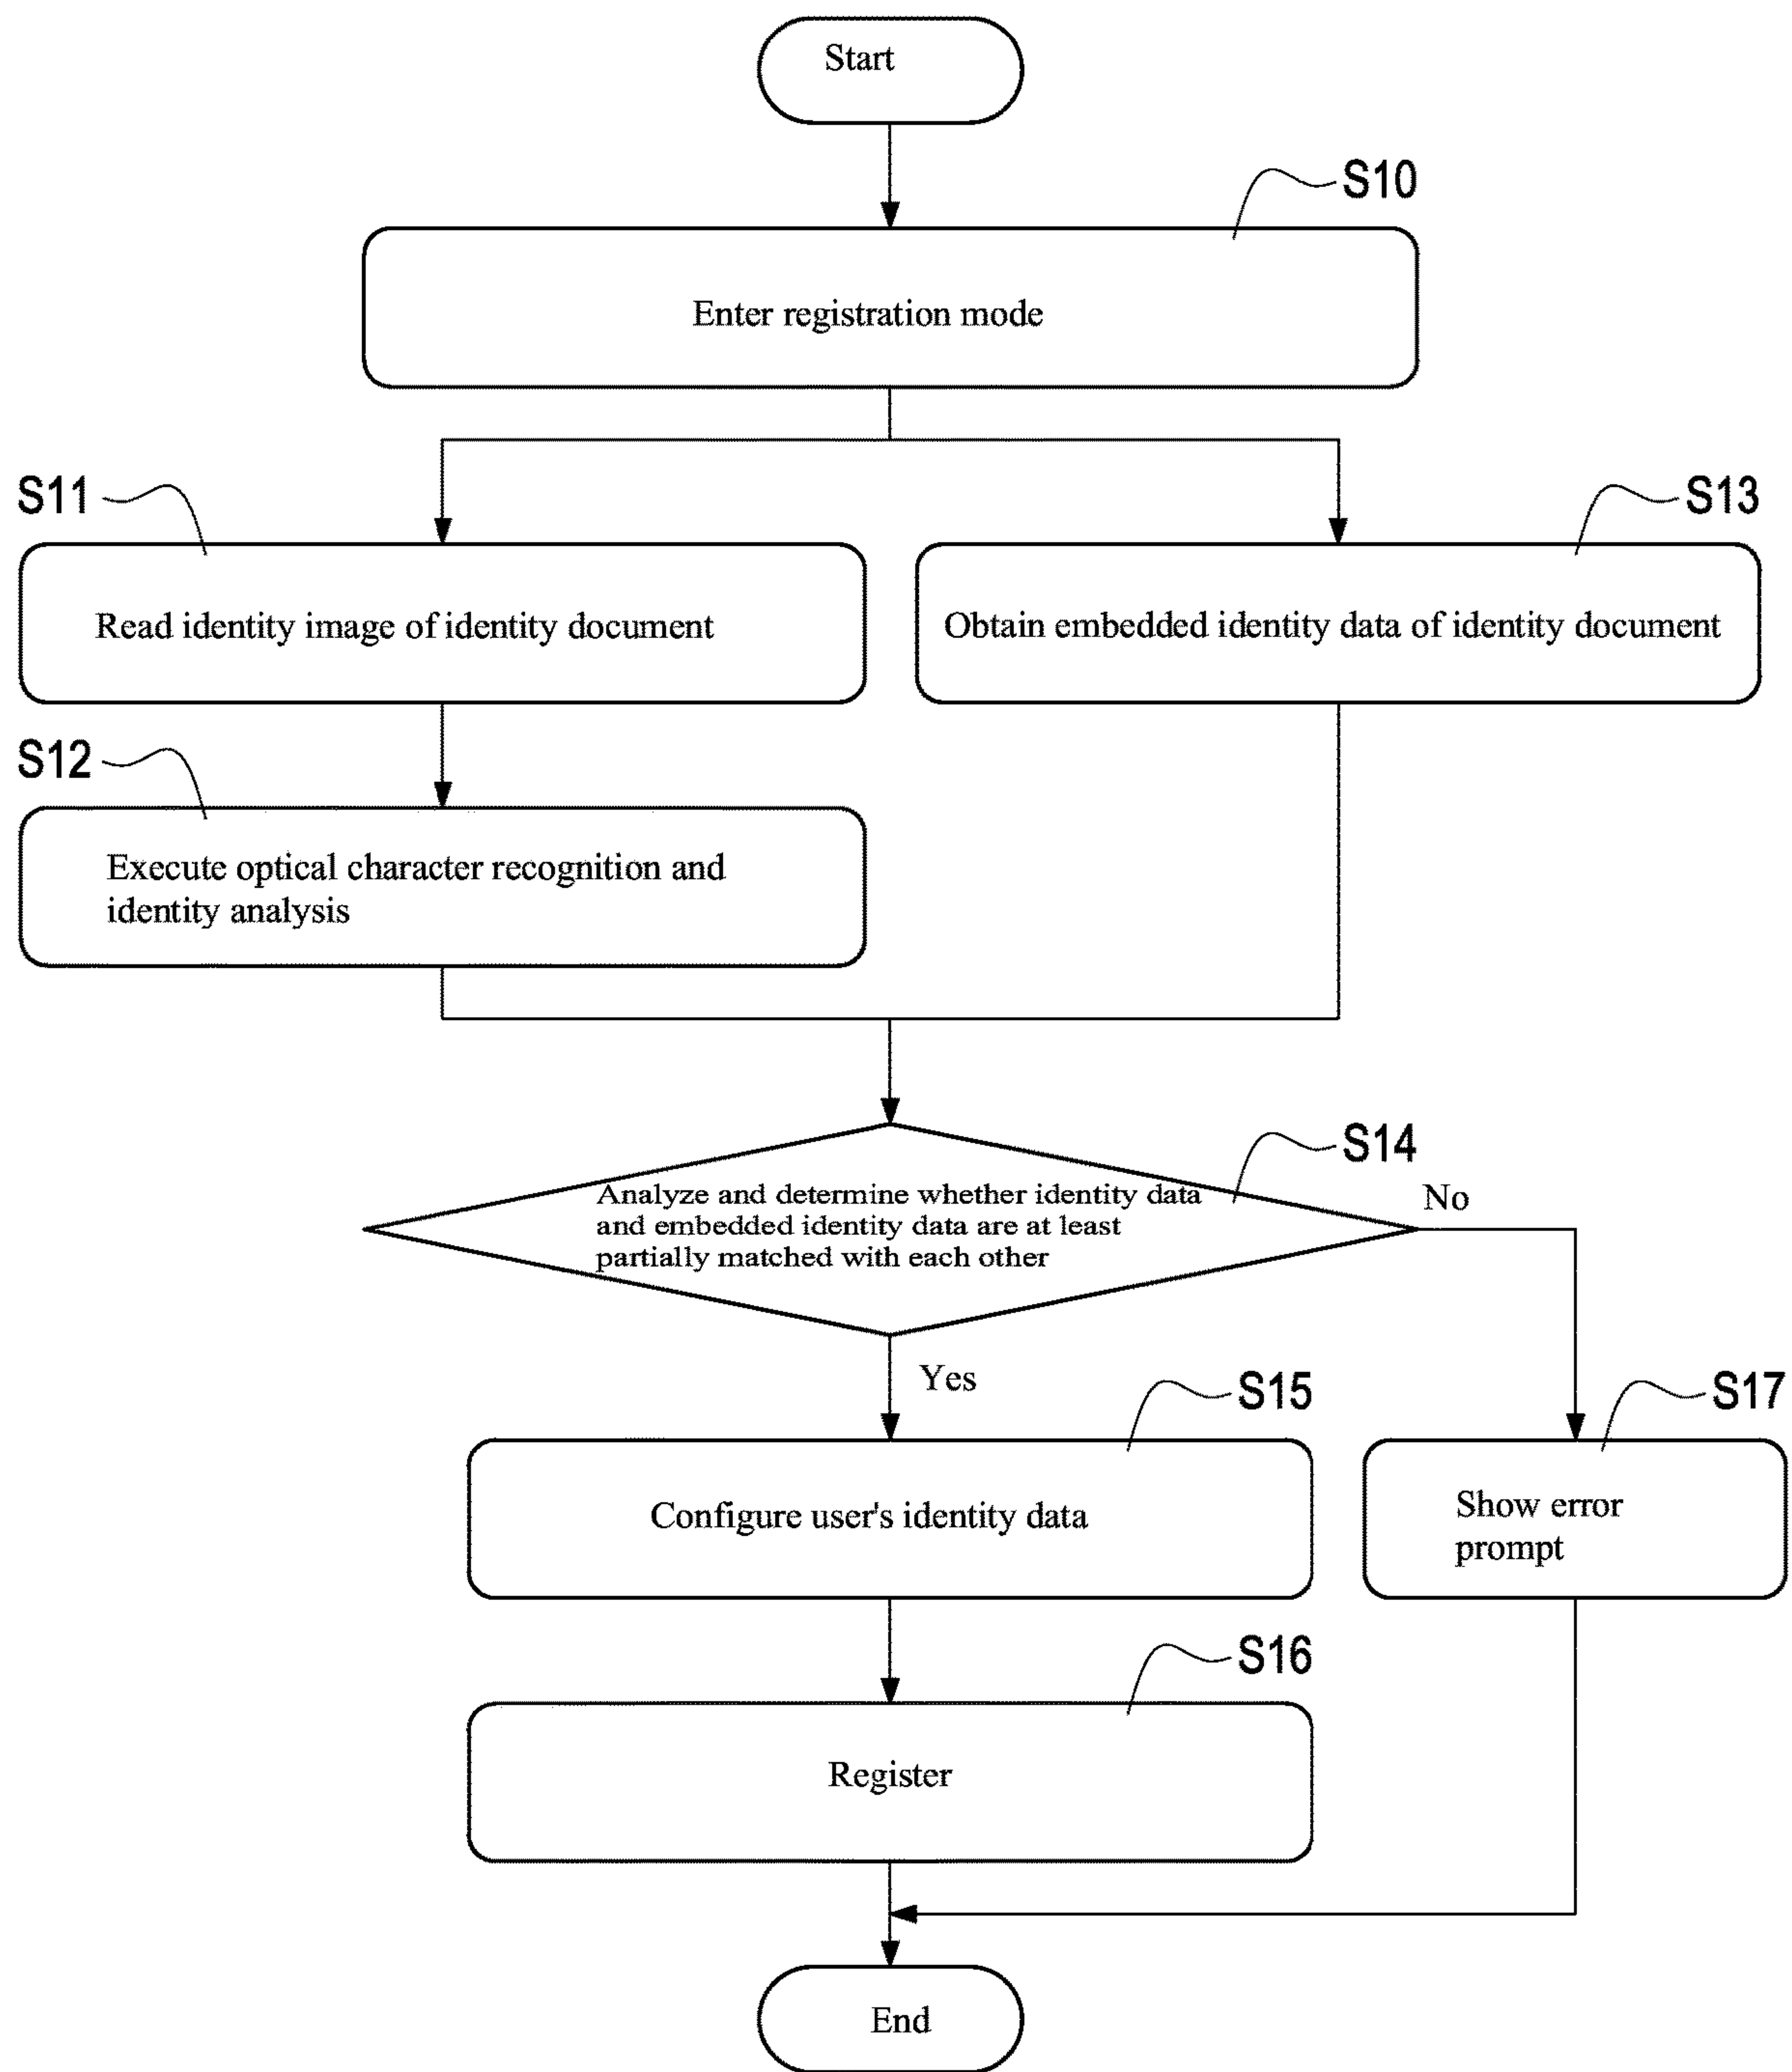 Start
S10
Enter registration mode
S11
S13
Read identity image of identity document
Obtain embedded identity data of identity document
S12
Execute optical character recognition and
identity analysis
S14
Analyze and determine whether identity data
and embedded identity data are at least
partially matched with each other
No
Yes
S15
S17
Configure user's identity data
Show error
prompt
S16
Register
End